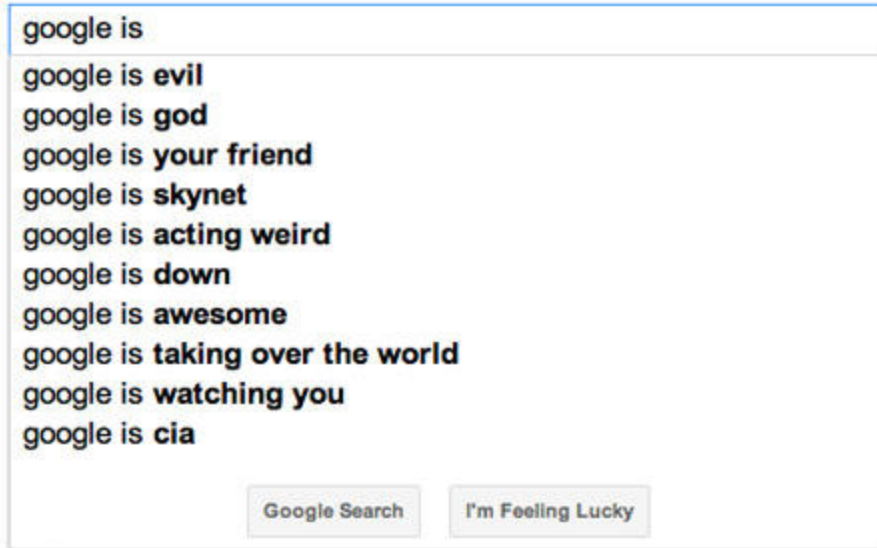 google is
google is evil
google is god
google is your friend
google is skynet
google is acting weird
google is down
google is awesome
google is taking over the world
google is watching you
google is cia
Google Search I'm Feeling Lucky